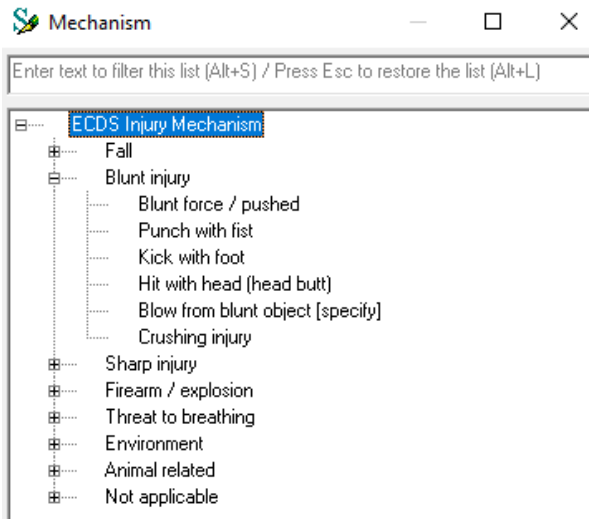 Mechanism
Enter text to filter this list (Alt+S) / Press Esc to restore the list (Alt+L)
ECDS Injury Mechanism
Fall
Blunt injury
Blunt force / pushed
Punch with fist
Kick with foot
Hit with head (head butt)
Blow from blunt object [specify]
Crushing injury
Sharp injury
Firearm / explosion
Threat to breathing
Environment
Animal related
Not applicable